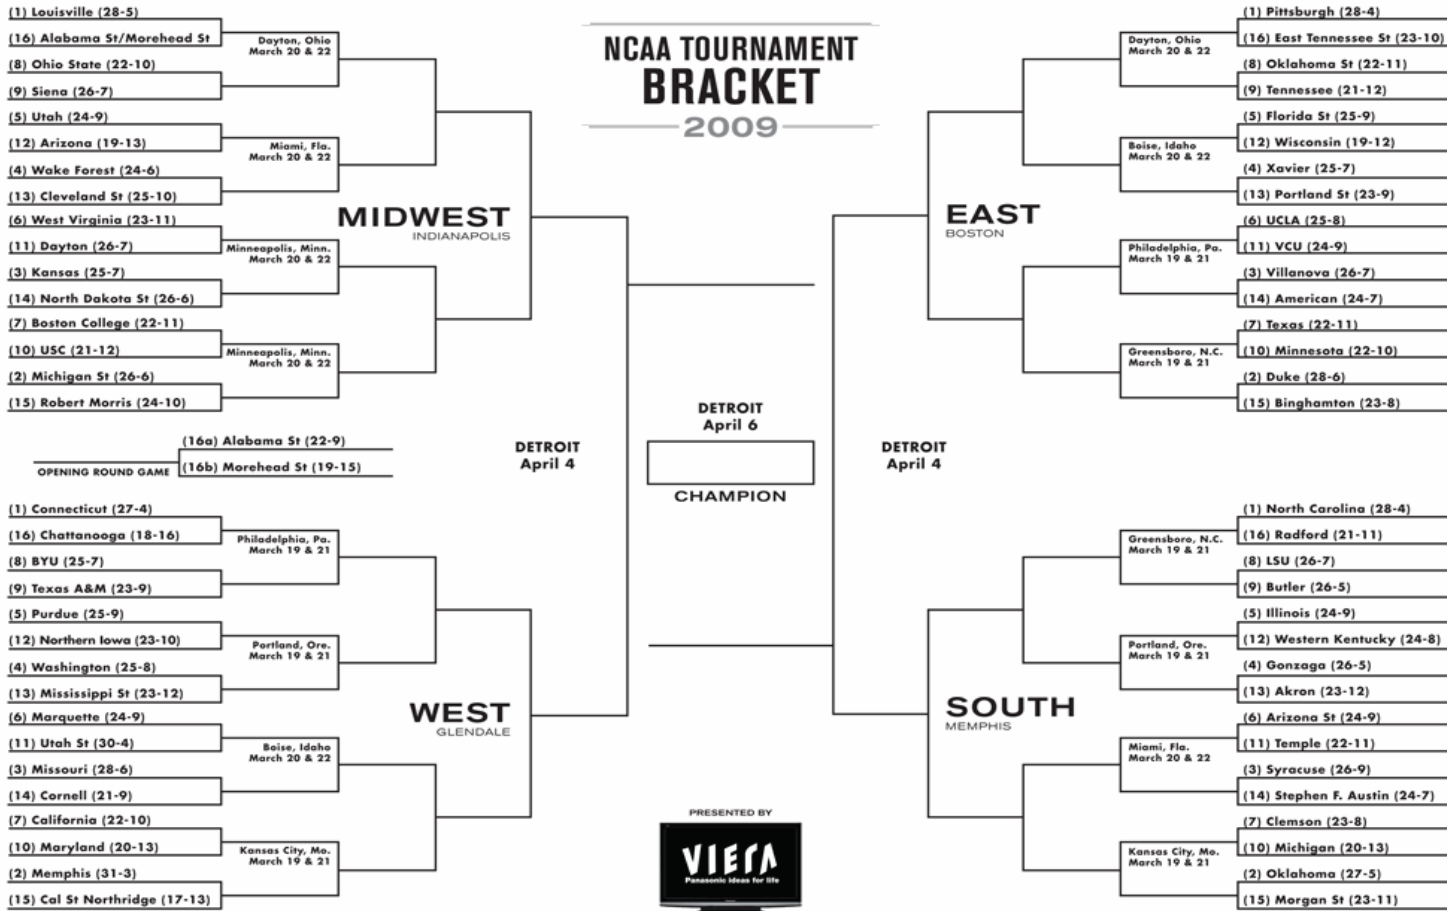 NCAA TOURNAMENT
BRACKET
2009
(1) Louisville (28-5)
(16) Alabama St/Morehead St
Dayton, Ohio
March 20 & 22
(8) Ohio State (22-10)
(9) Siena (26-7)
(5) Utah (24-9)
(12) Arizona (19-13)
Miami, Fla.
March 20 & 22
(4) Wake Forest (24-6)
(13) Cleveland St (25-10)
MIDWEST
INDIANAPOLIS
(6) West Virginia (23-11)
(11) Dayton (26-7)
Minneapolis, Minn.
March 20 & 22
(3) Kansas (25-7)
(14) North Dakota St (26-6)
(7) Boston College (22-11)
(10) USC (21-12)
Minneapolis, Minn.
March 20 & 22
(2) Michigan St (26-6)
(15) Robert Morris (24-10)
(16a) Alabama St (22-9)
OPENING ROUND GAME
(16b) Morehead St (19-15)
(1) Connecticut (27-4)
(16) Chattanooga (18-16)
Philadelphia, Pa.
March 19 & 21
(8) BYU (25-7)
(9) Texas A&M (23-9)
(5) Purdue (25-9)
(12) Northern Iowa (23-10)
Portland, Ore.
March 19 & 21
(4) Washington (25-8)
(13) Mississippi St (23-12)
WEST
GLENDALE
(6) Marquette (24-9)
(11) Utah St (30-4)
Boise, Idaho
March 20 & 22
(3) Missouri (28-6)
(14) Cornell (21-9)
(7) California (22-10)
(10) Maryland (20-13)
Kansas City, Mo.
March 19 & 21
(2) Memphis (31-3)
(15) Cal St Northridge (17-13)
DETROIT
April 4
DETROIT
April 6
CHAMPION
DETROIT
April 4
PRESENTED BY
VIERA
Panasonic ideas for life
(1) Pittsburgh (28-4)
(16) East Tennessee St (23-10)
Dayton, Ohio
March 20 & 22
(8) Oklahoma St (22-11)
(9) Tennessee (21-12)
(5) Florida St (25-9)
(12) Wisconsin (19-12)
Boise, Idaho
March 20 & 22
(4) Xavier (25-7)
(13) Portland St (23-9)
EAST
BOSTON
(6) UCLA (25-8)
(11) VCU (24-9)
Philadelphia, Pa.
March 19 & 21
(3) Villanova (26-7)
(14) American (24-7)
(7) Texas (22-11)
(10) Minnesota (22-10)
Greensboro, N.C.
March 19 & 21
(2) Duke (28-6)
(15) Binghamton (23-8)
(1) North Carolina (28-4)
(16) Radford (21-11)
Greensboro, N.C.
March 19 & 21
(8) LSU (26-7)
(9) Butler (26-5)
(5) Illinois (24-9)
(12) Western Kentucky (24-8)
Portland, Ore.
March 19 & 21
(4) Gonzaga (26-5)
(13) Akron (23-12)
SOUTH
MEMPHIS
(6) Arizona St (24-9)
(11) Temple (22-11)
Miami, Fla.
March 20 & 22
(3) Syracuse (26-9)
(14) Stephen F. Austin (24-7)
(7) Clemson (23-8)
(10) Michigan (20-13)
Kansas City, Mo.
March 19 & 21
(2) Oklahoma (27-5)
(15) Morgan St (23-11)